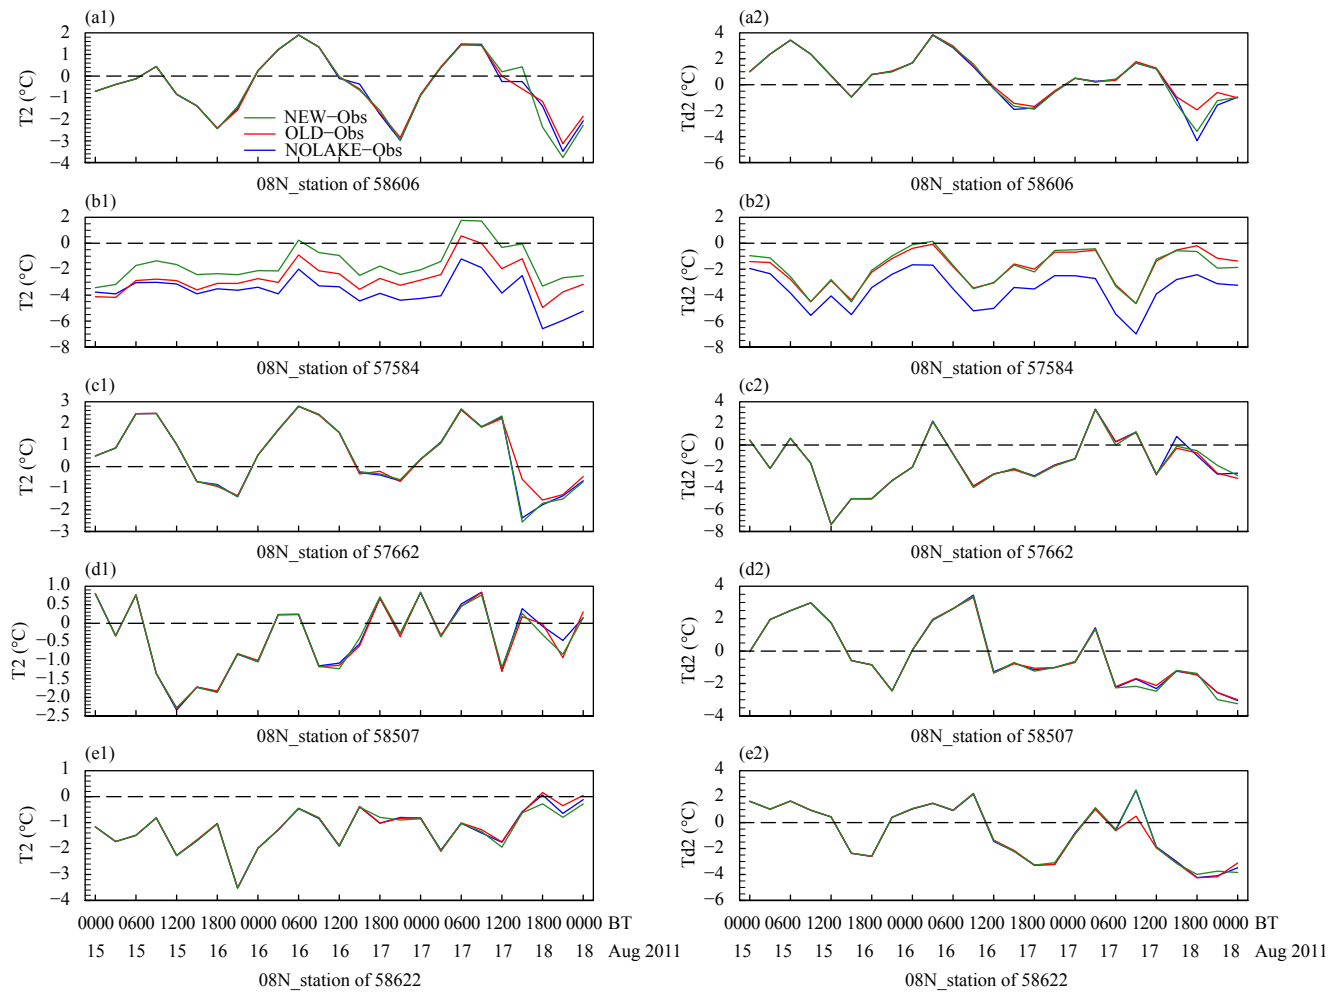 (a1)
2
1
0
−1
−2
−3
−4
T2 (°C)
NEW−Obs
OLD−Obs
NOLAKE−Obs
08N_station of 58606
(a2)
4
2
0
−2
−4
−6
Td2 (°C)
08N_station of 58606
(b1)
2
0
−2
−4
−6
−8
T2 (°C)
08N_station of 57584
(b2)
2
0
−2
−4
−6
−8
Td2 (°C)
08N_station of 57584
(c1)
3
2
1
0
−1
−2
−3
T2 (°C)
08N_station of 57662
(c2)
4
2
0
−2
−4
−6
−8
Td2 (°C)
08N_station of 57662
(d1)
1.0
0.5
0
−0.5
−1.0
−1.5
−2.0
−2.5
T2 (°C)
08N_station of 58507
(d2)
4
2
0
−2
−4
Td2 (°C)
08N_station of 58507
(e1)
1
0
−1
−2
−3
−4
T2 (°C)
0000 0600 1200 1800 0000 0600 1200 1800 0000 0600 1200 1800 0000 BT
15 15 16 16 16 16 17 17 17 17 17 18 18 Aug 2011
08N_station of 58622
(e2)
4
2
0
−2
−4
−6
Td2 (°C)
0000 0600 1200 1800 0000 0600 1200 1800 0000 0600 1200 1800 0000 BT
15 15 16 16 16 16 17 17 17 17 17 18 18 Aug 2011
08N_station of 58622